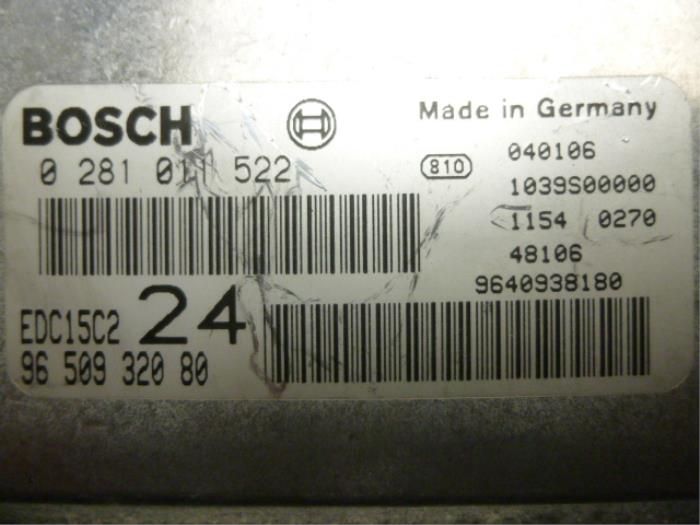 BOSCH
Made in Germany
0 281 011 522
810
040106
1039S00000
1154 0270
48106
9640938180
EDC15C2 24
96 509 320 80